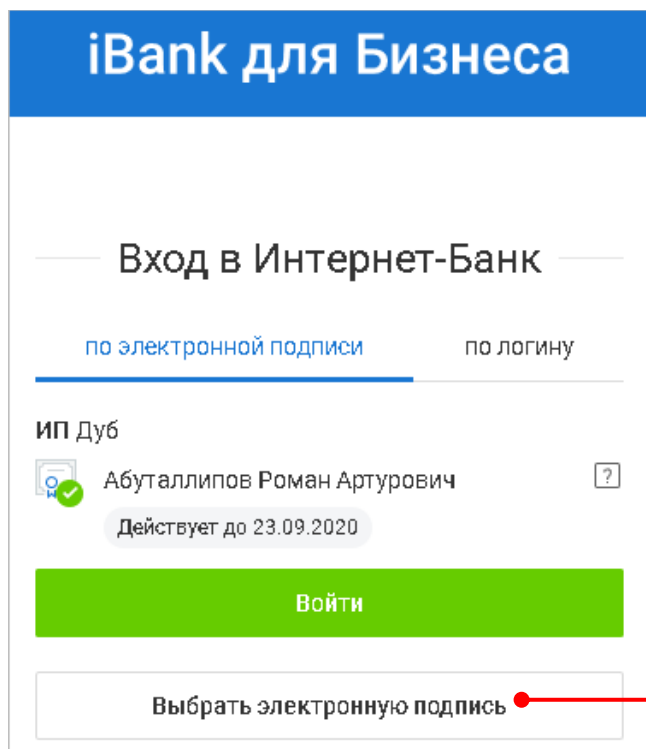 iBank для Бизнеса
Вход в Интернет-Банк
по электронной подписи по логину
ИП Дуб
Абуталлипов Роман Артурович ?
Действует до 23.09.2020
Войти
Выбрать электронную подпись